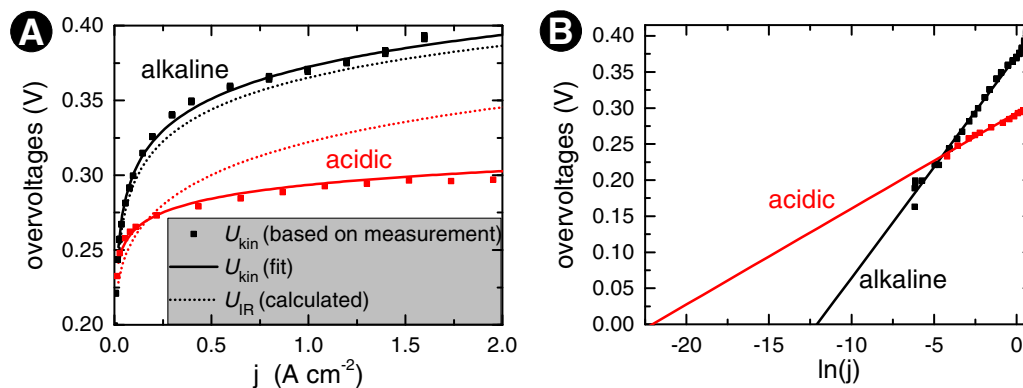 A
overvoltages (V)
0.40
0.35
0.30
0.25
0.20
alkaline
acidic
U_kin (based on measurement)
U_kin (fit)
U_IR (calculated)
0.0 0.5 1.0 1.5 2.0
j (A cm⁻²)
B
overvoltages (V)
0.40
0.35
0.30
0.25
0.20
0.15
0.10
0.05
0.00
acidic
alkaline
-20 -15 -10 -5 0
ln(j)